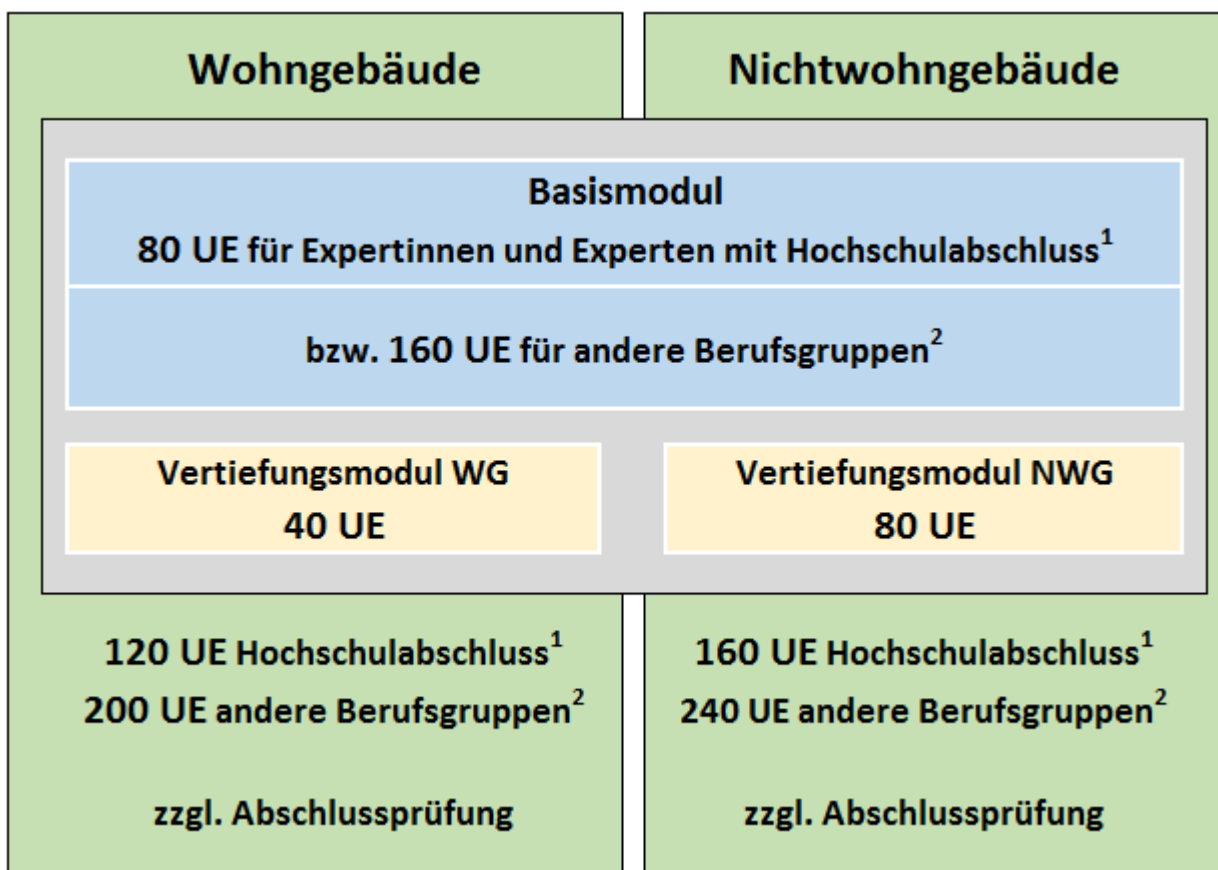 Wohngebäude
Nichtwohngebäude
Basismodul
80 UE für Expertinnen und Experten mit Hochschulabschluss¹
bzw. 160 UE für andere Berufsgruppen²
Vertiefungsmodul WG
40 UE
Vertiefungsmodul NWG
80 UE
120 UE Hochschulabschluss¹
200 UE andere Berufsgruppen²
zzgl. Abschlussprüfung
160 UE Hochschulabschluss¹
240 UE andere Berufsgruppen²
zzgl. Abschlussprüfung